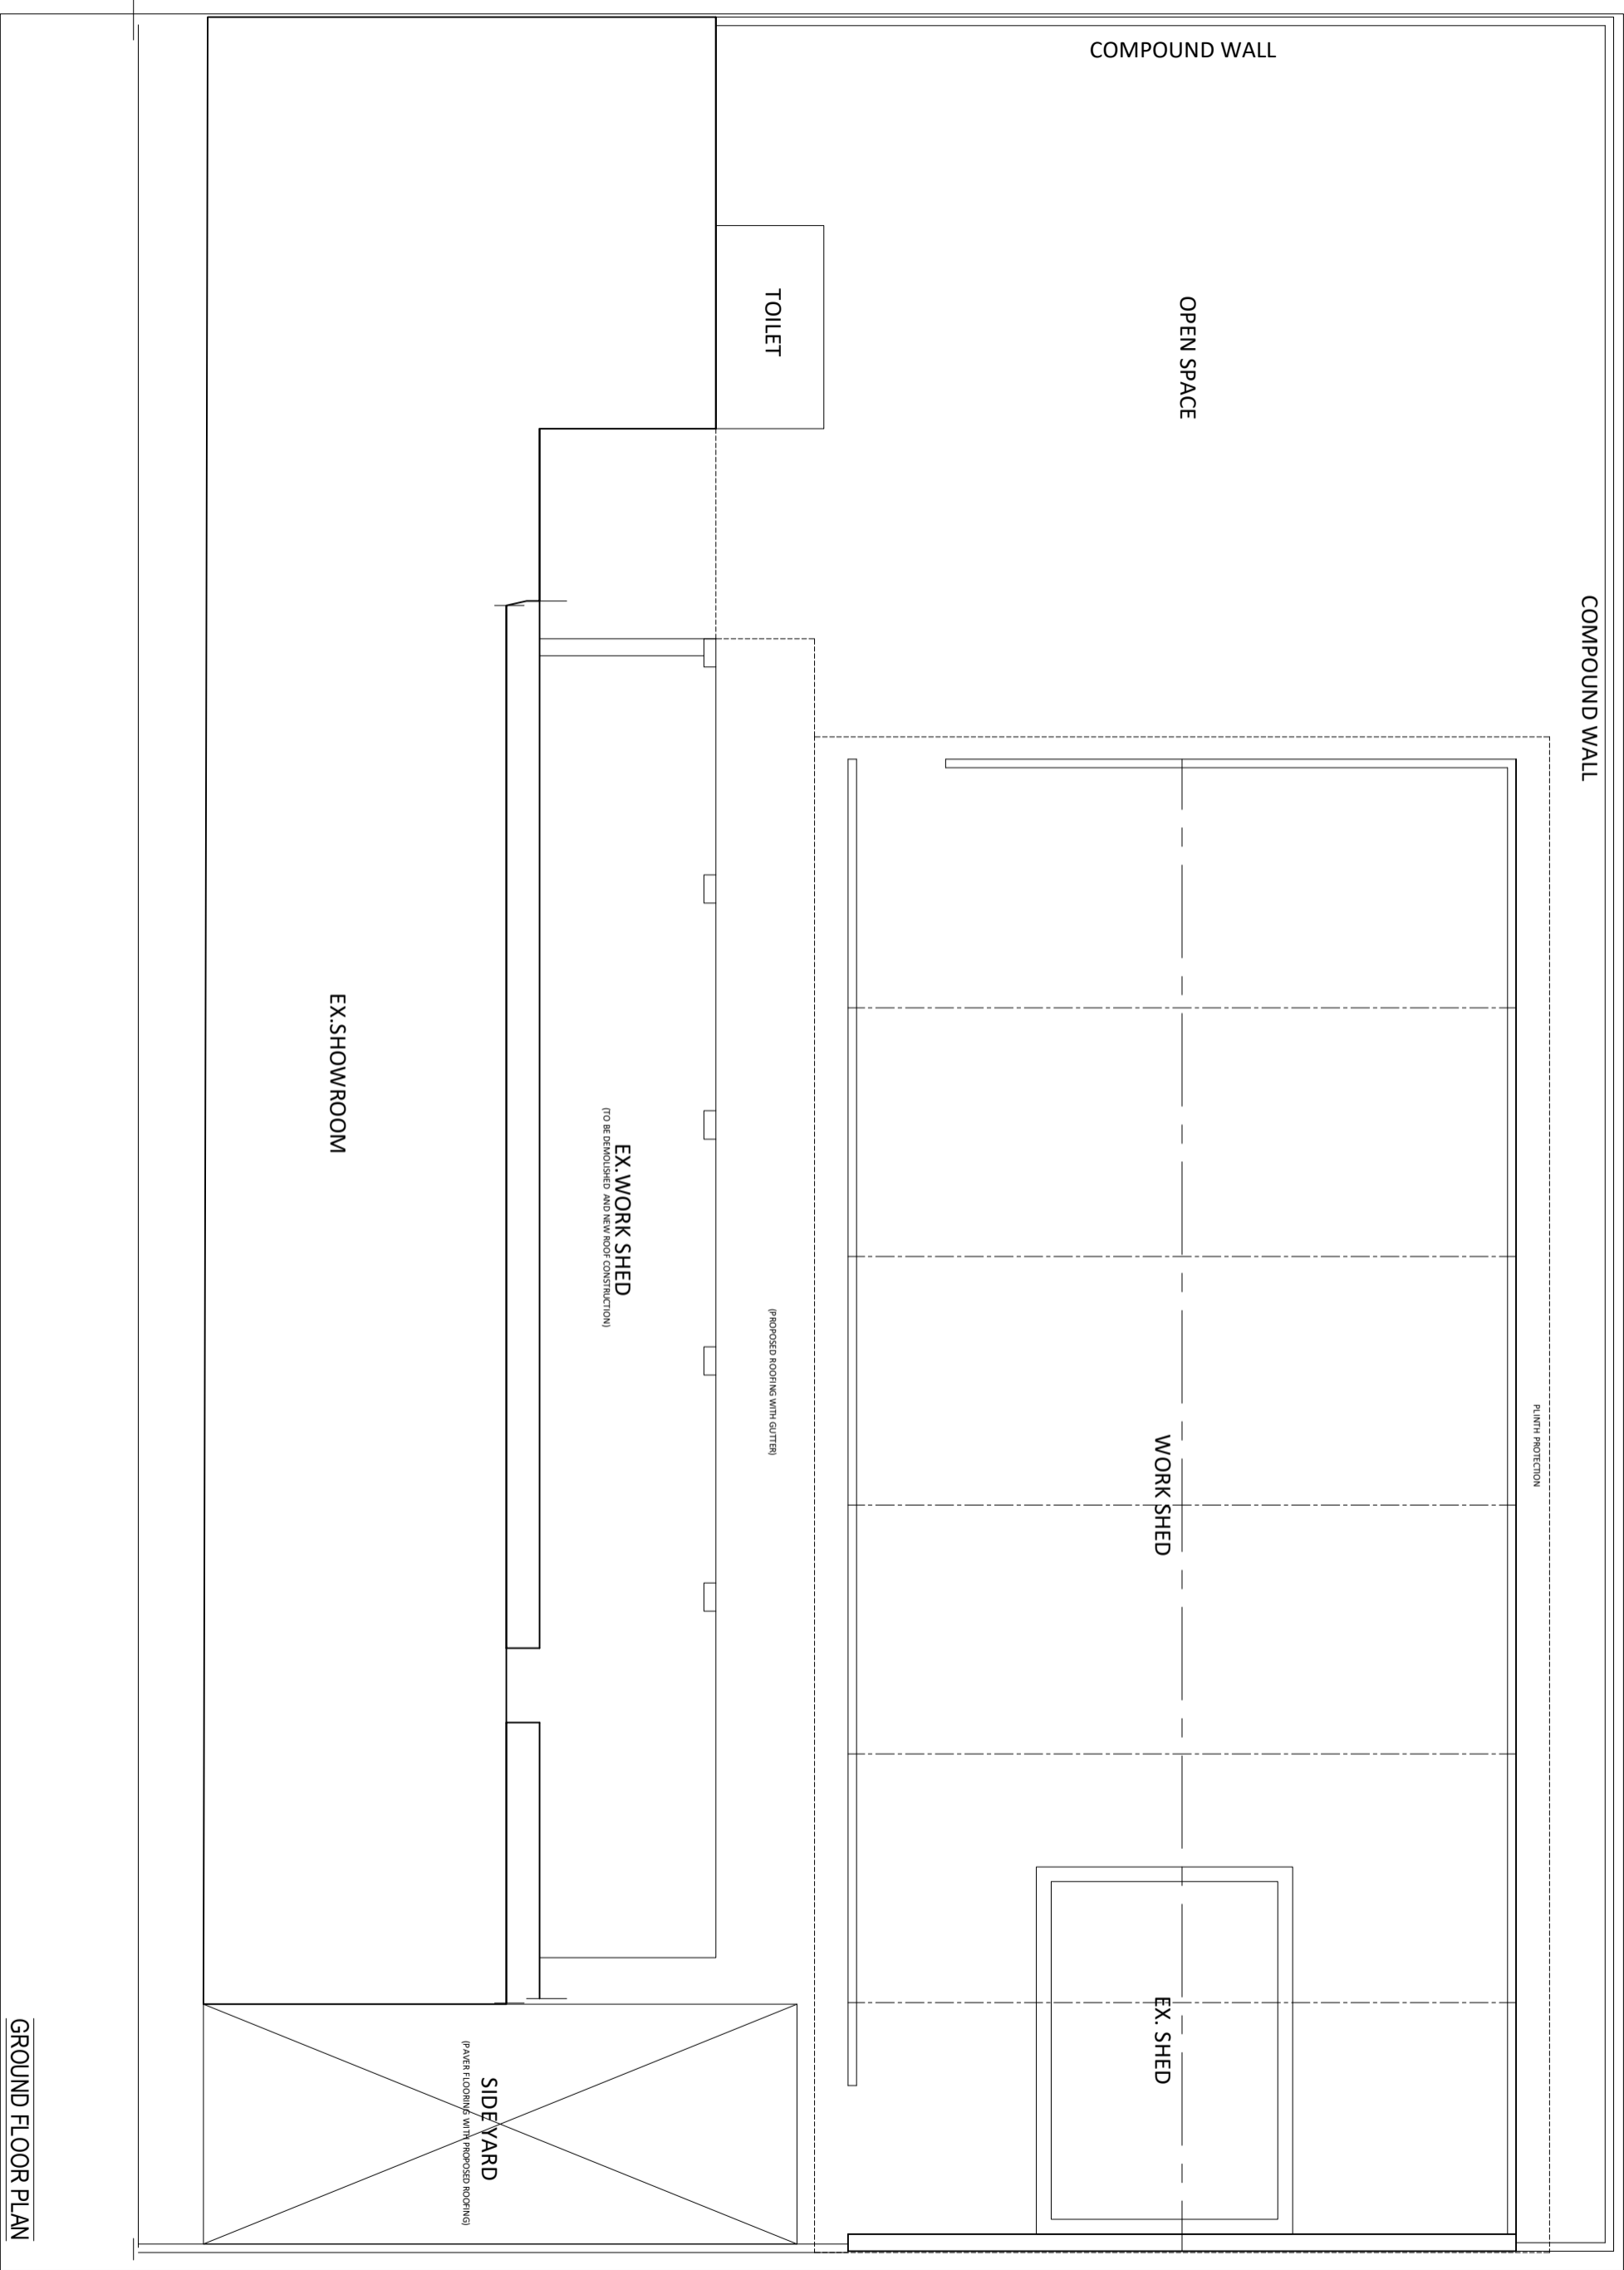 COMPOUND WALL
COMPOUND WALL
OPEN SPACE
TOILET
PLINTH PROTECTION
WORK SHED
EX. SHED
(PROPOSED ROOFING WITH GUTTER)
EX.WORK SHED
(TO BE DEMOLISHED AND NEW ROOF CONSTRUCTION)
EX.SHOWROOM
SIDE YARD
(PAVER FLOORING WITH PROPOSED ROOFING)
GROUND FLOOR PLAN